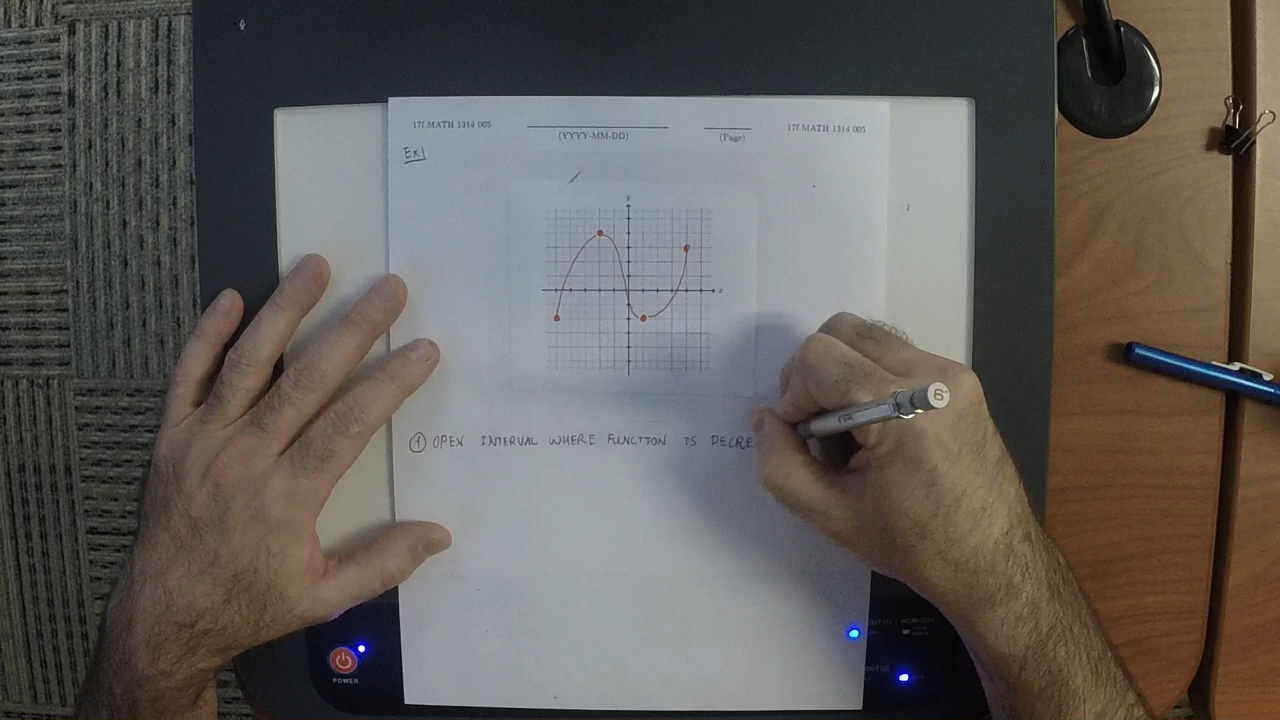 17f MATH 1314 005
(YYYY-MM-DD)
(Page)
17f MATH 1314 005
Ex1
y
x
① OPEN INTERVAL WHERE FUNCTION IS DECRE
POWER